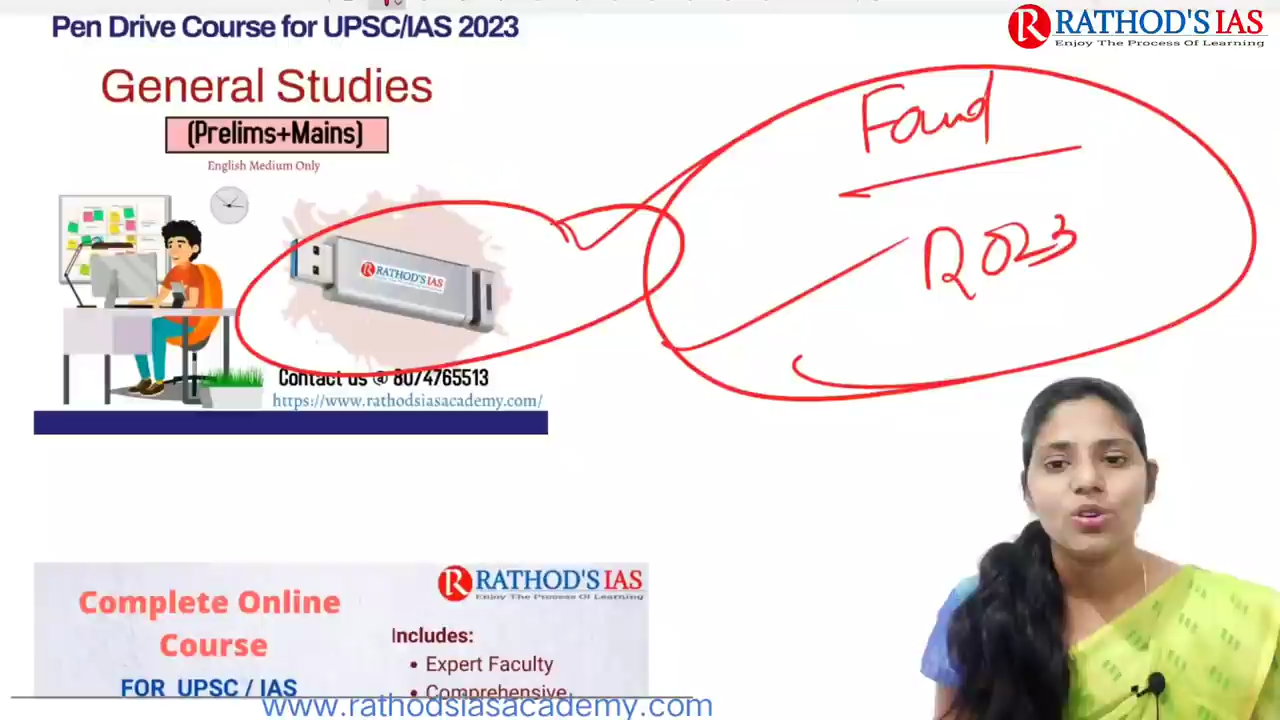 Pen Drive Course for UPSC/IAS 2023
RATHOD'S IAS
Enjoy The Process Of Learning
General Studies
(Prelims+Mains)
English Medium Only
RATHOD'S IAS
Contact us @ 8074765513
https://www.rathodsiasacademy.com/
RATHOD'S IAS
Enjoy The Process Of Learning
Complete Online
Course
FOR UPSC / IAS
Includes:
• Expert Faculty
• Comprehensive
www.rathodsiasacademy.com